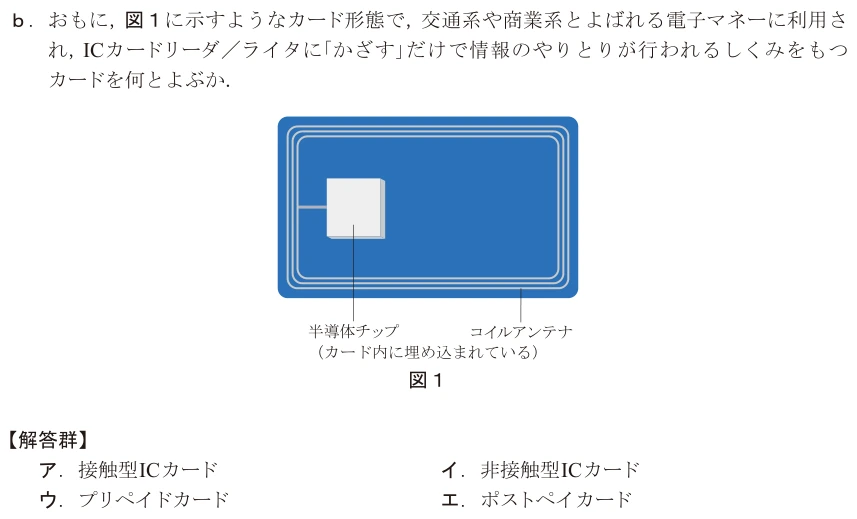 b．おもに，図1に示すようなカード形態で，交通系や商業系とよばれる電子マネーに利用さ
れ，ICカードリーダ／ライタに「かざす」だけで情報のやりとりが行われるしくみをもつ
カードを何とよぶか．
半導体チップ
コイルアンテナ
（カード内に埋め込まれている）
図1
【解答群】
ア．接触型ICカード
イ．非接触型ICカード
ウ．プリペイドカード
エ．ポストペイカード